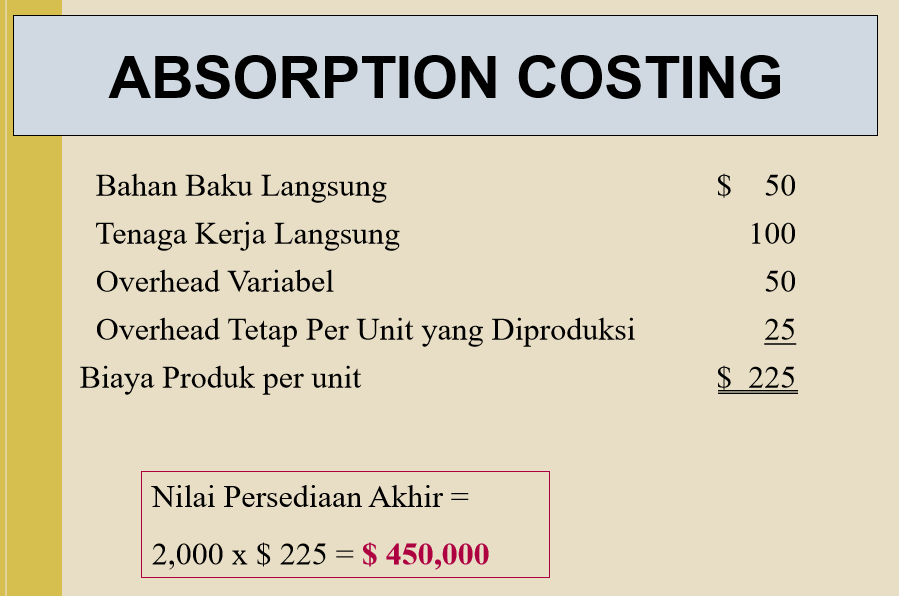 ABSORPTION COSTING
Bahan Baku Langsung $ 50
Tenaga Kerja Langsung 100
Overhead Variabel 50
Overhead Tetap Per Unit yang Diproduksi 25
Biaya Produk per unit $ 225
Nilai Persediaan Akhir =
2,000 x $ 225 = $ 450,000